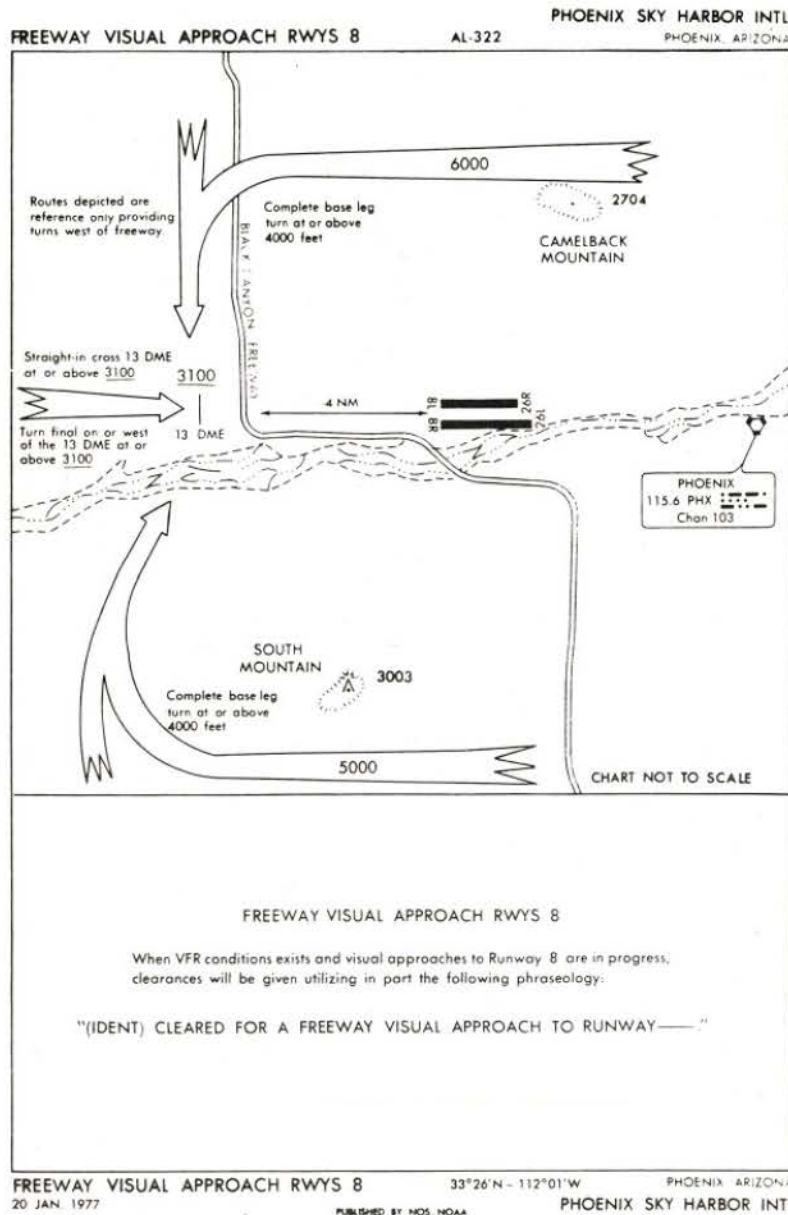 PHOENIX SKY HARBOR INTL
FREEWAY VISUAL APPROACH RWYS 8
AL-322
PHOENIX, ARIZONA
6000
2704
CAMELBACK
MOUNTAIN
Routes depicted are
reference only providing
turns west of freeway.
Complete base leg
turn at or above
4000 feet
BLACK CANYON FREEWAY
Straight-in cross 13 DME
at or above 3100
3100
13 DME
Turn final on or west
of the 13 DME at or
above 3100
4 NM
8L
26R
8R
26L
PHOENIX
115.6 PHX
Chan 103
SOUTH
MOUNTAIN
3003
Complete base leg
turn at or above
4000 feet
5000
CHART NOT TO SCALE
FREEWAY VISUAL APPROACH RWYS 8
When VFR conditions exists and visual approaches to Runway 8 are in progress,
clearances will be given utilizing in part the following phraseology:
"(IDENT) CLEARED FOR A FREEWAY VISUAL APPROACH TO RUNWAY——."
FREEWAY VISUAL APPROACH RWYS 8
33°26'N - 112°01'W
PHOENIX ARIZONA
20 JAN 1977
PUBLISHED BY NOS, NOAA
PHOENIX SKY HARBOR INT